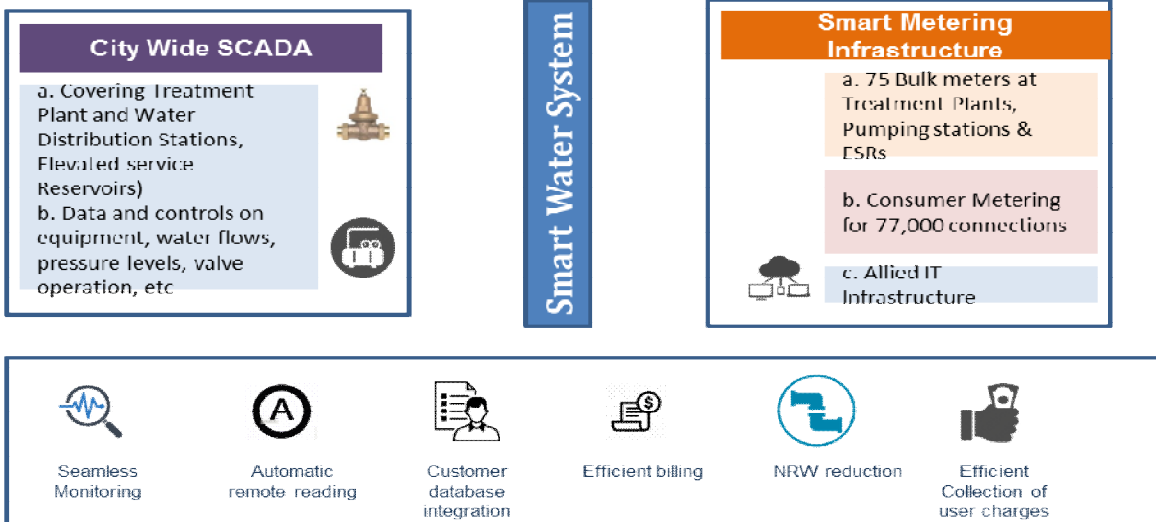 City Wide SCADA
a. Covering Treatment
Plant and Water
Distribution Stations,
Elevated service
Reservoirs)
b. Data and controls on
equipment, water flows,
pressure levels, valve
operation, etc
Smart Water System
Smart Metering
Infrastructure
a. 75 Bulk meters at
Treatment Plants,
Pumping stations &
ESRs
b. Consumer Metering
for 77,000 connections
c. Allied IT
Infrastructure
A
$
Seamless
Monitoring
Automatic
remote reading
Customer
database
integration
Efficient billing
NRW reduction
Efficient
Collection of
user charges